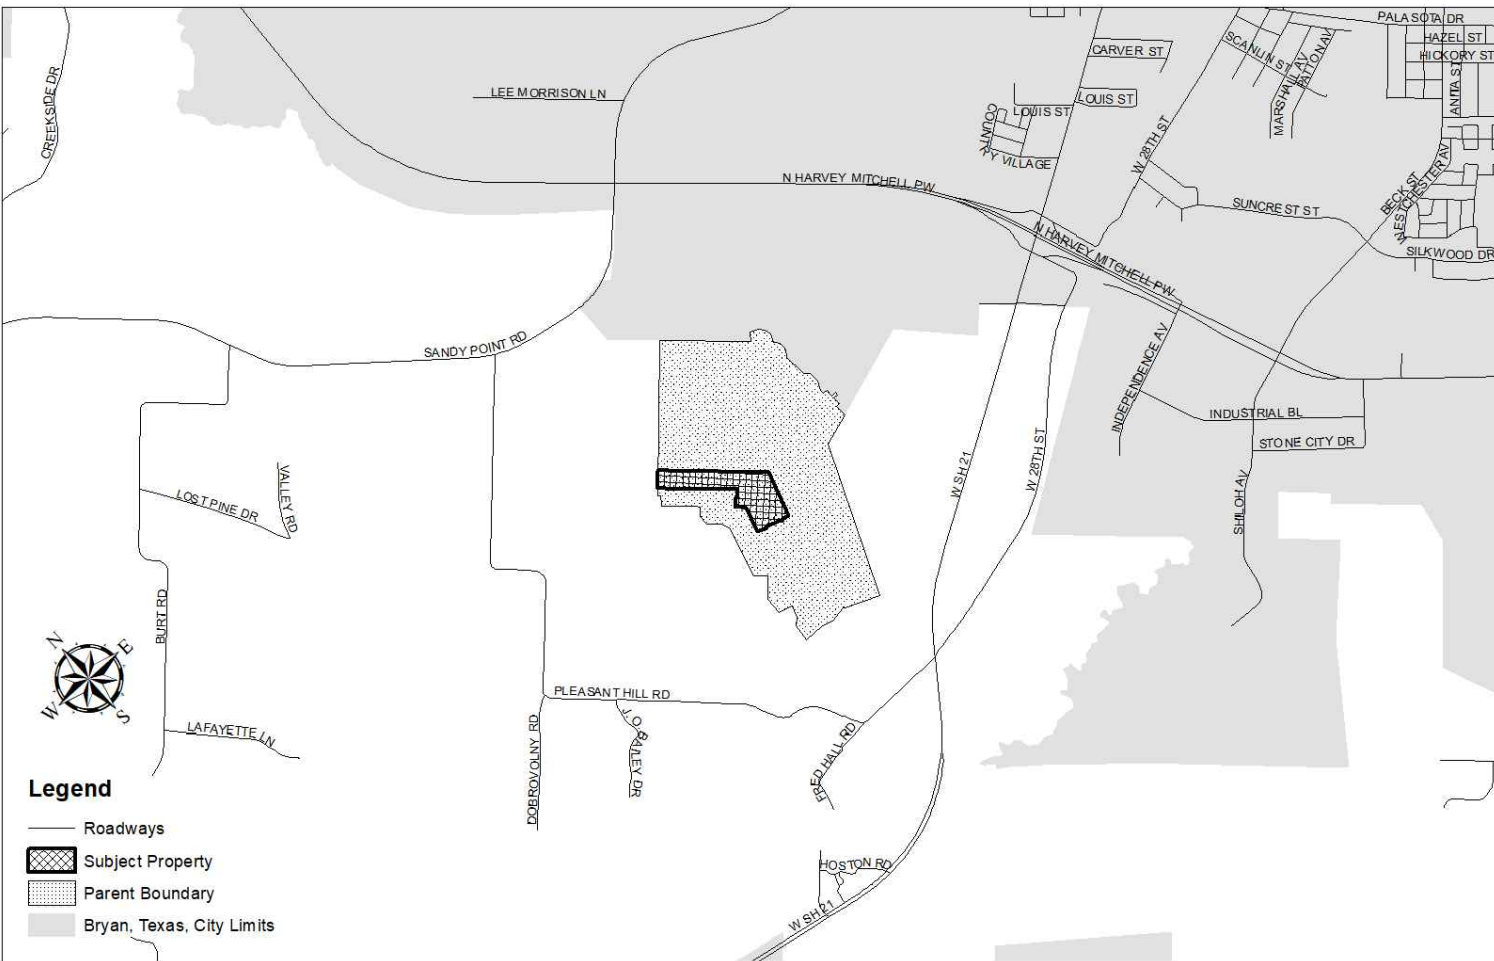 PALASOTA DR
HAZEL ST
HICKORY ST
SCANLIN ST
MARSHALL AV
PATTON AV
ANITA ST
CARVER ST
LOUIS ST
LOUIS ST
COUNTRY VILLAGE
W 28TH ST
CREEKSIDE DR
LEE MORRISON LN
N HARVEY MITCHELL PW
BECK ST
WESTCHESTER AV
SUNCREST ST
N HARVEY MITCHELL PW
SILKWOOD DR
SANDY POINT RD
INDEPENDENCE AV
INDUSTRIAL BL
STONE CITY DR
W SH 21
W 28TH ST
SHILOH AV
VALLEY RD
LOST PINE DR
BURT RD
N
E
W
S
PLEASANT HILL RD
J. O. BAILEY DR
LAFAYETTE LN
DOBROVOLNY RD
FRED HALL RD
HOSTON RD
W SH 21
Legend
Roadways
Subject Property
Parent Boundary
Bryan, Texas, City Limits